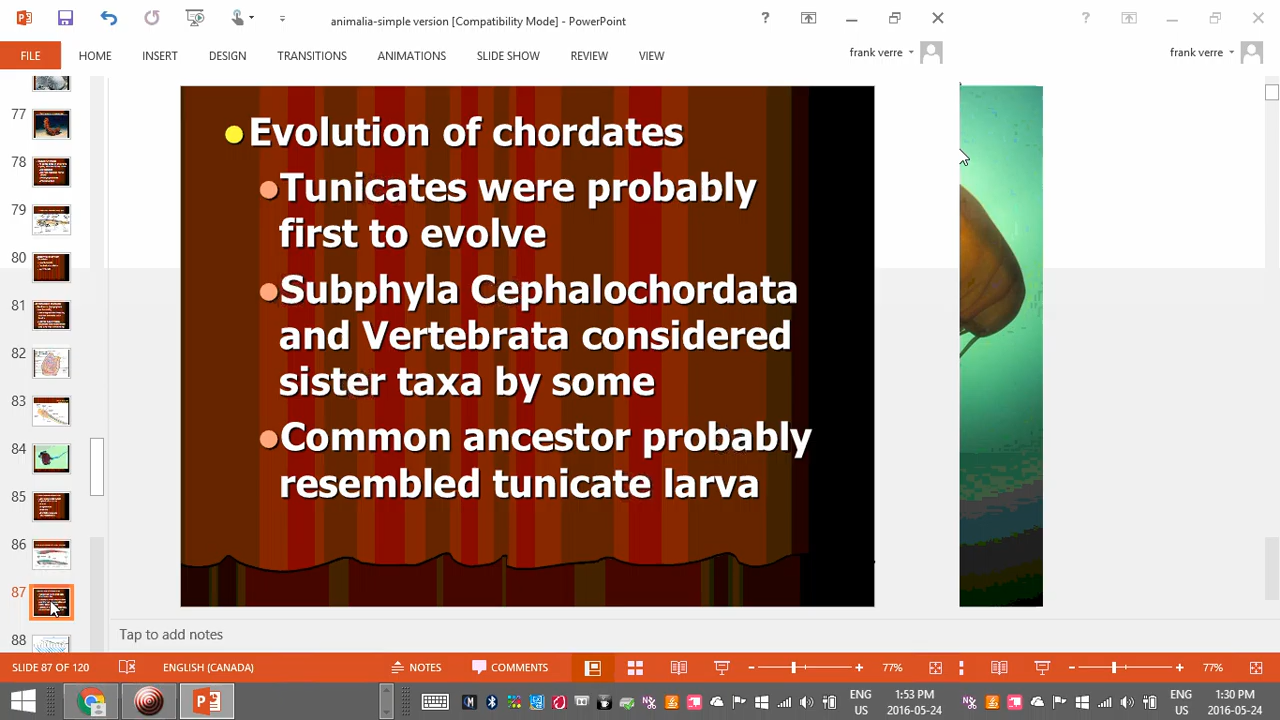 animalia-simple version [Compatibility Mode] - PowerPoint
? ?
FILE HOME INSERT DESIGN TRANSITIONS ANIMATIONS SLIDE SHOW REVIEW VIEW
frank verre frank verre
77
78
79
80
81
82
83
84
85
86
87
88
Evolution of chordates
Tunicates were probably
first to evolve
Subphyla Cephalochordata
and Vertebrata considered
sister taxa by some
Common ancestor probably
resembled tunicate larva
Tap to add notes
SLIDE 87 OF 120 ENGLISH (CANADA) NOTES COMMENTS 77% 77%
ENG 1:53 PM ENG 1:30 PM
US 2016-05-24 US 2016-05-24